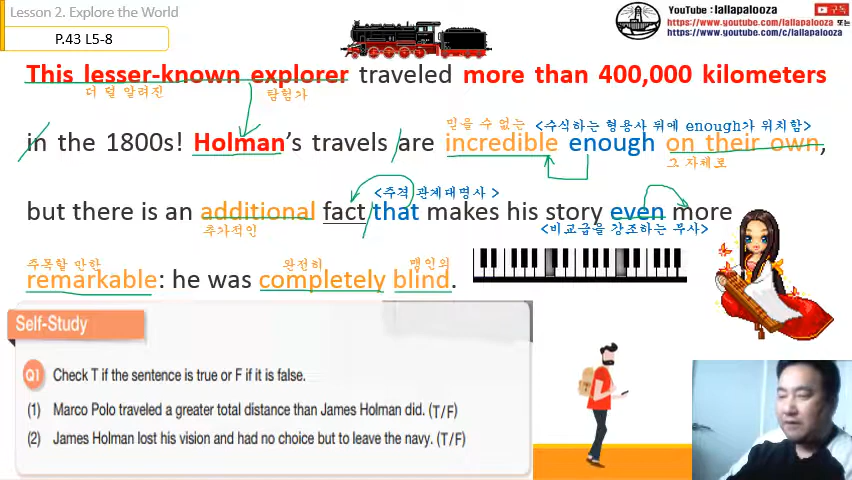 Lesson 2. Explore the World
P.43 L5-8
YouTube : lallapalooza
구독
https://www.youtube.com/lallapalooza 또는
https://www.youtube.com/c/lallapalooza
This lesser-known explorer traveled more than 400,000 kilometers
더 덜 알려진 탐험가
믿을 수 없는 <수식하는 형용사 뒤에 enough가 위치함>
in the 1800s! Holman's travels are incredible enough on their own,
그 자체로
<주격 관계대명사>
but there is an additional fact that makes his story even more
추가적인 <비교급을 강조하는 부사>
주목할 만한 완전히 맹인의
remarkable: he was completely blind.
Self-Study
Q1 Check T if the sentence is true or F if it is false.
(1) Marco Polo traveled a greater total distance than James Holman did. (T/F)
(2) James Holman lost his vision and had no choice but to leave the navy. (T/F)